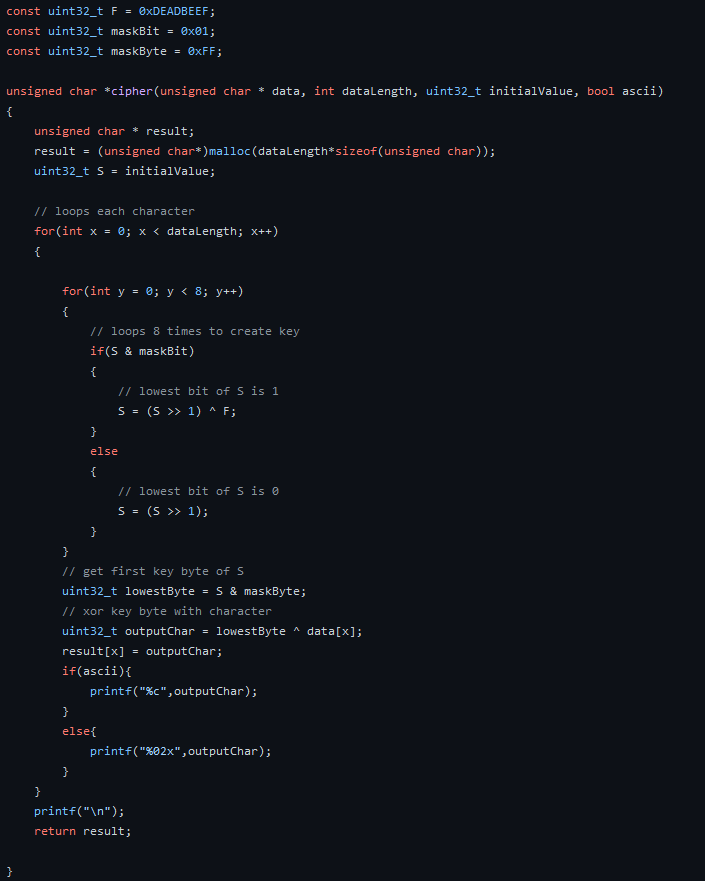 const uint32_t F = 0xDEADBEEF;
const uint32_t maskBit = 0x01;
const uint32_t maskByte = 0xFF;

unsigned char *cipher(unsigned char * data, int dataLength, uint32_t initialValue, bool ascii)
{
    unsigned char * result;
    result = (unsigned char*)malloc(dataLength*sizeof(unsigned char));
    uint32_t S = initialValue;

    // loops each character
    for(int x = 0; x < dataLength; x++)
    {

        for(int y = 0; y < 8; y++)
        {
            // loops 8 times to create key
            if(S & maskBit)
            {
                // lowest bit of S is 1
                S = (S >> 1) ^ F;
            }
            else
            {
                // lowest bit of S is 0
                S = (S >> 1);
            }
        }
        // get first key byte of S
        uint32_t lowestByte = S & maskByte;
        // xor key byte with character
        uint32_t outputChar = lowestByte ^ data[x];
        result[x] = outputChar;
        if(ascii){
            printf("%c",outputChar);
        }
        else{
            printf("%02x",outputChar);
        }
    }
    printf("\n");
    return result;

}